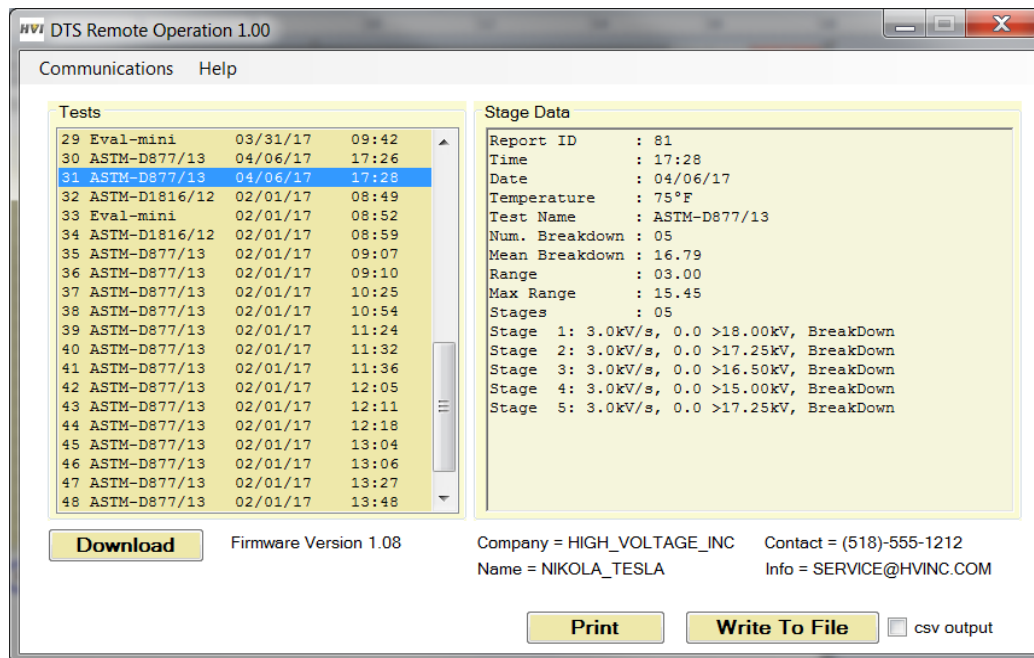 HVI DTS Remote Operation 1.00
Communications Help
Tests
29 Eval-mini 03/31/17 09:42
30 ASTM-D877/13 04/06/17 17:26
31 ASTM-D877/13 04/06/17 17:28
32 ASTM-D1816/12 02/01/17 08:49
33 Eval-mini 02/01/17 08:52
34 ASTM-D1816/12 02/01/17 08:59
35 ASTM-D877/13 02/01/17 09:07
36 ASTM-D877/13 02/01/17 09:10
37 ASTM-D877/13 02/01/17 10:25
38 ASTM-D877/13 02/01/17 10:54
39 ASTM-D877/13 02/01/17 11:24
40 ASTM-D877/13 02/01/17 11:32
41 ASTM-D877/13 02/01/17 11:36
42 ASTM-D877/13 02/01/17 12:05
43 ASTM-D877/13 02/01/17 12:11
44 ASTM-D877/13 02/01/17 12:18
45 ASTM-D877/13 02/01/17 13:04
46 ASTM-D877/13 02/01/17 13:06
47 ASTM-D877/13 02/01/17 13:27
48 ASTM-D877/13 02/01/17 13:48
Stage Data
Report ID : 81
Time : 17:28
Date : 04/06/17
Temperature : 75°F
Test Name : ASTM-D877/13
Num. Breakdown : 05
Mean Breakdown : 16.79
Range : 03.00
Max Range : 15.45
Stages : 05
Stage 1: 3.0kV/s, 0.0 >18.00kV, BreakDown
Stage 2: 3.0kV/s, 0.0 >17.25kV, BreakDown
Stage 3: 3.0kV/s, 0.0 >16.50kV, BreakDown
Stage 4: 3.0kV/s, 0.0 >15.00kV, BreakDown
Stage 5: 3.0kV/s, 0.0 >17.25kV, BreakDown
Download Firmware Version 1.08
Company = HIGH_VOLTAGE_INC Contact = (518)-555-1212
Name = NIKOLA_TESLA Info = SERVICE@HVINC.COM
Print Write To File csv output